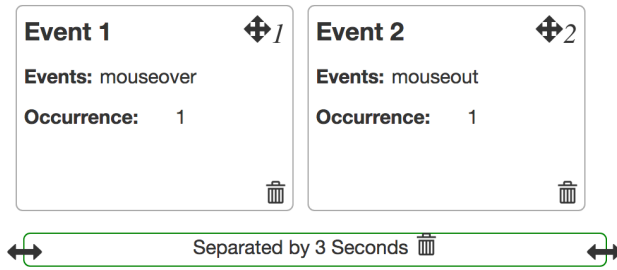 Event 1 1
Events: mouseover
Occurrence: 1
Event 2 2
Events: mouseout
Occurrence: 1
Separated by 3 Seconds